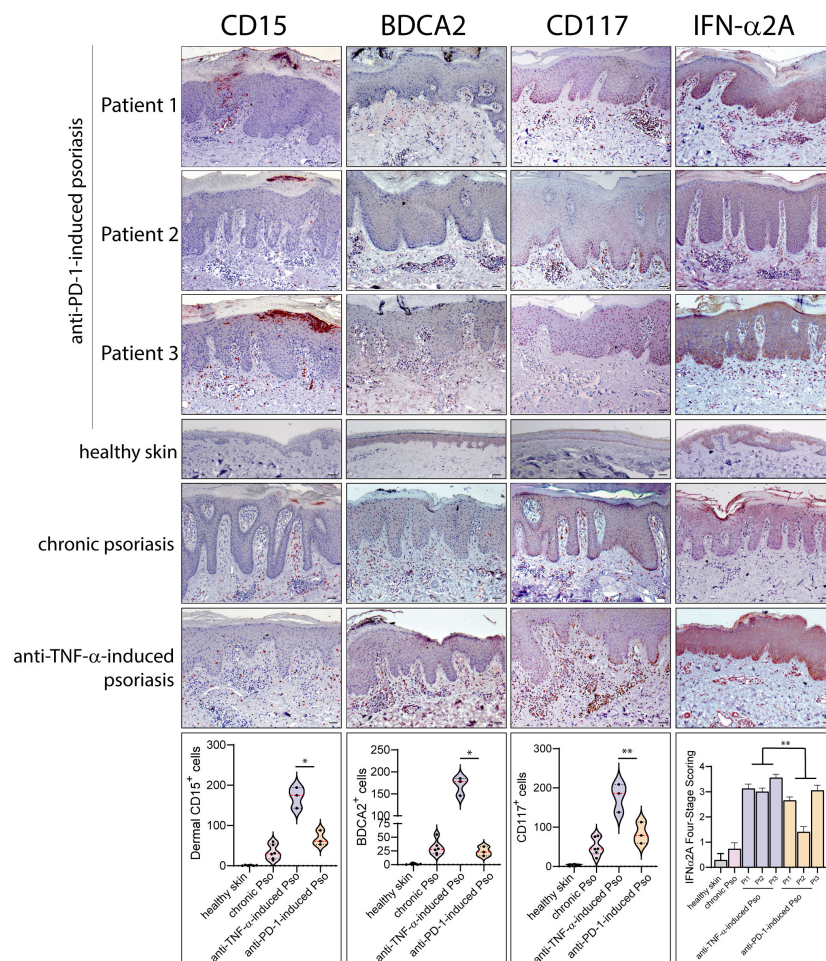 CD15 BDCA2 CD117 IFN-α2A
anti-PD-1-induced psoriasis
Patient 1
Patient 2
Patient 3
healthy skin
chronic psoriasis
anti-TNF-α-induced
psoriasis
Dermal CD15+ cells
300
200
100
0
*
healthy skin
chronic Pso
anti-TNF-α-induced Pso
anti-PD-1-induced Pso
BDCA2+ cells
250
200
150
100
50
25
0
*
healthy skin
chronic Pso
anti-TNF-α-induced Pso
anti-PD-1-induced Pso
CD117+ cells
300
200
100
0
**
healthy skin
chronic Pso
anti-TNF-α-induced Pso
anti-PD-1-induced Pso
IFNα2A Four-Stage Scoring
4
3
2
1
0
**
healthy skin
chronic Pso
Pt1
Pt2
Pt3
Pt1
Pt2
Pt3
anti-TNF-α-induced Pso
anti-PD-1-induced Pso